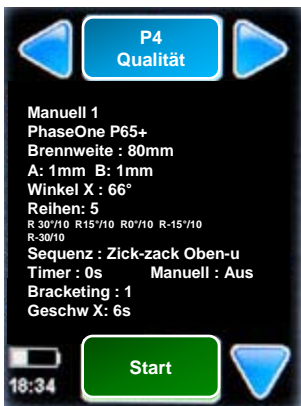 P4
Qualität
Manuell 1
PhaseOne P65+
Brennweite : 80mm
A: 1mm B: 1mm
Winkel X : 66°
Reihen: 5
R 30°/10 R15°/10 R0°/10 R-15°/10
R-30/10
Sequenz : Zick-zack Oben-u
Timer : 0s Manuell : Aus
Bracketing : 1
Geschw X: 6s
Start
18:34